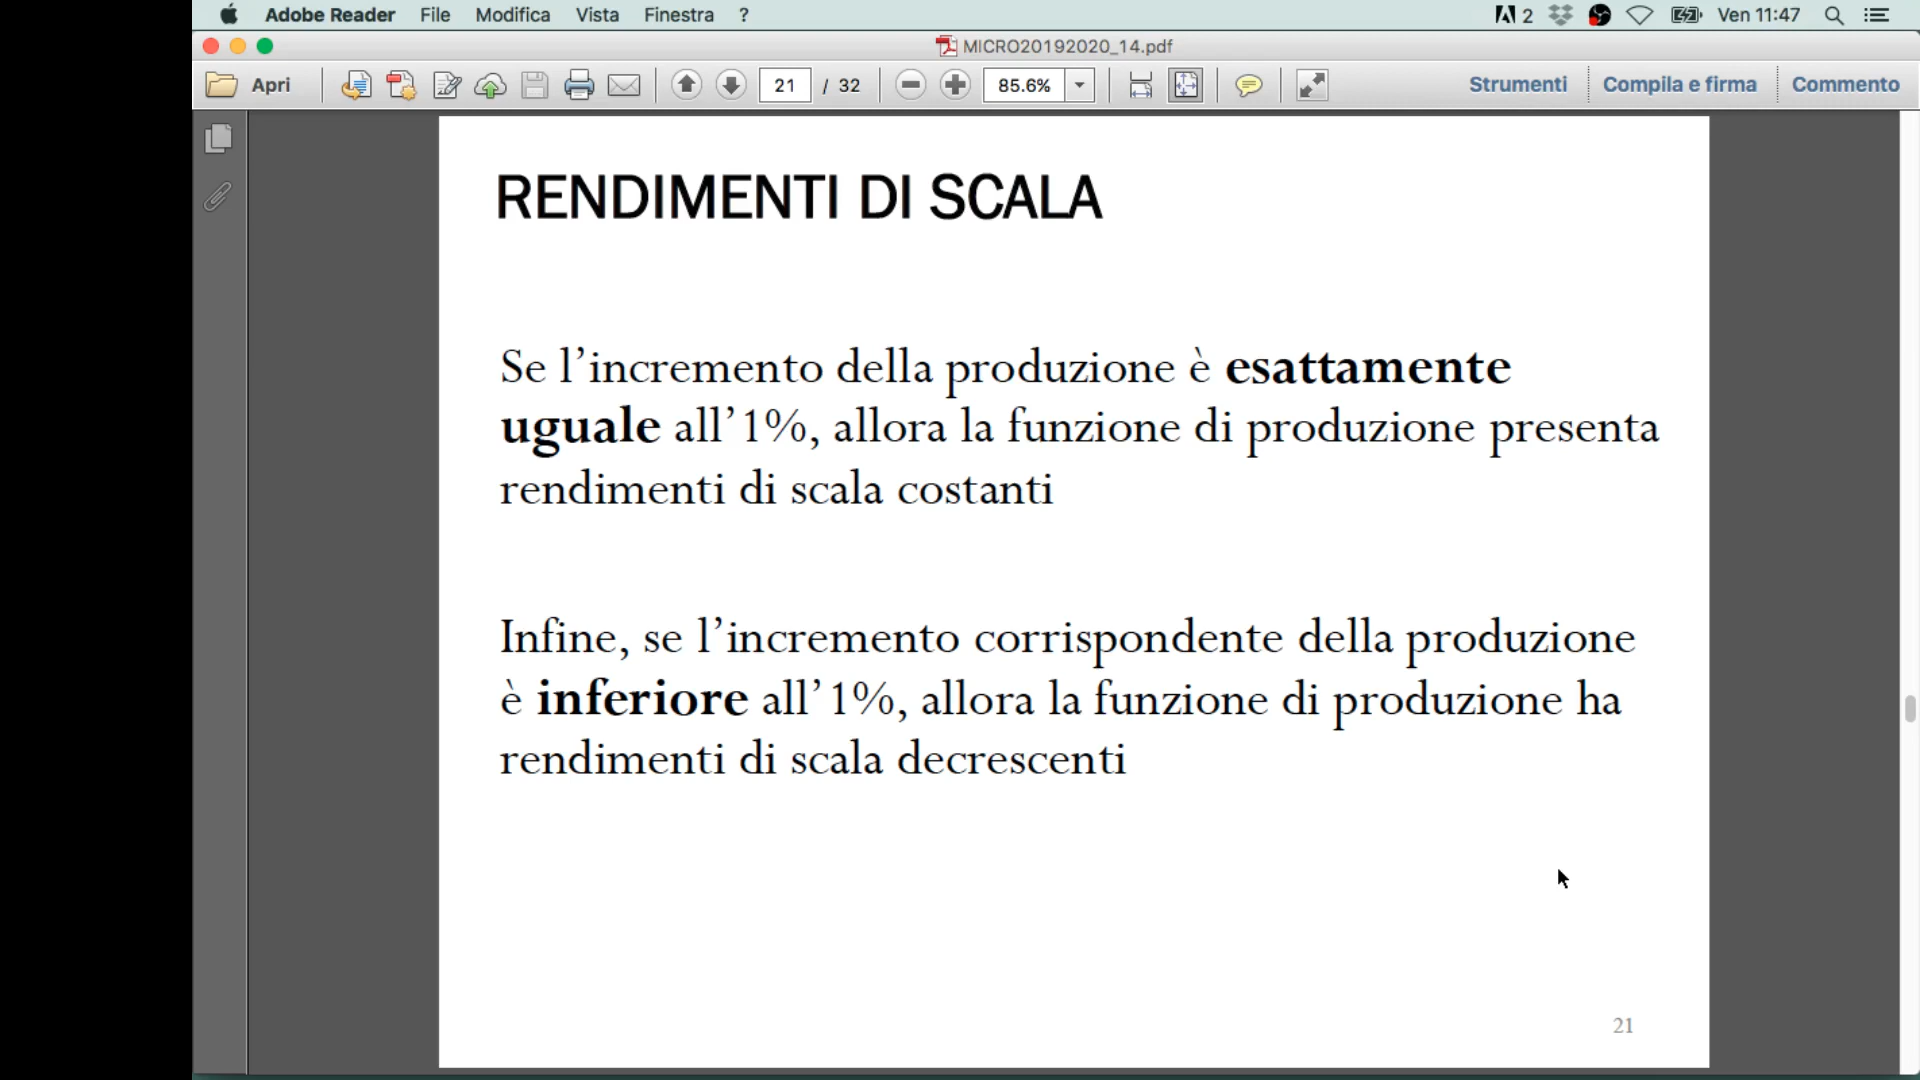 Adobe Reader File Modifica Vista Finestra ? 2 Ven 11:47
MICRO20192020_14.pdf
Apri 21 / 32 85.6% Strumenti Compila e firma Commento
RENDIMENTI DI SCALA
Se l’incremento della produzione è esattamente
uguale all’1%, allora la funzione di produzione presenta
rendimenti di scala costanti
Infine, se l’incremento corrispondente della produzione
è inferiore all’1%, allora la funzione di produzione ha
rendimenti di scala decrescenti
21